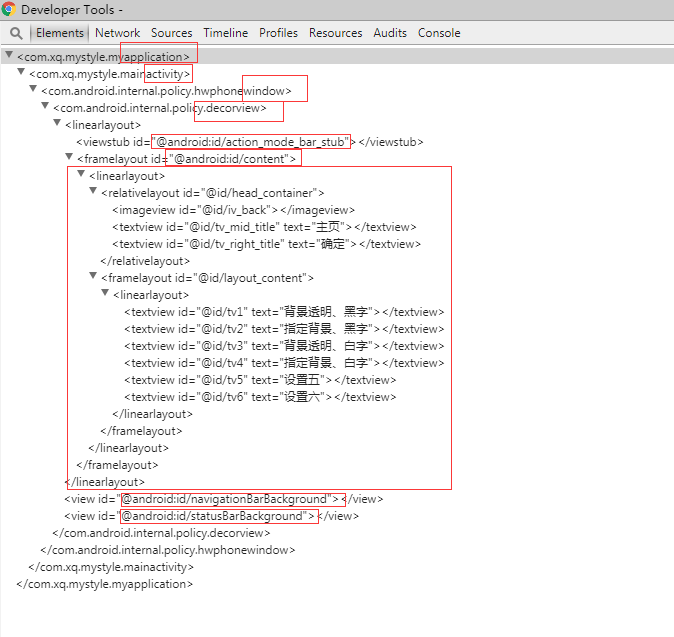 Developer Tools -
Elements Network Sources Timeline Profiles Resources Audits Console
<com.xq.mystyle.myapplication>
<com.xq.mystyle.mainactivity>
<com.android.internal.policy.hwphonewindow>
<com.android.internal.policy.decorview>
<linearlayout>
<viewstub id="@android:id/action_mode_bar_stub"></viewstub>
<framelayout id="@android:id/content">
<linearlayout>
<relativelayout id="@id/head_container">
<imageview id="@id/iv_back"></imageview>
<textview id="@id/tv_mid_title" text="主页"></textview>
<textview id="@id/tv_right_title" text="确定"></textview>
</relativelayout>
<framelayout id="@id/layout_content">
<linearlayout>
<textview id="@id/tv1" text="背景透明、黑字"></textview>
<textview id="@id/tv2" text="指定背景、黑字"></textview>
<textview id="@id/tv3" text="背景透明、白字"></textview>
<textview id="@id/tv4" text="指定背景、白字"></textview>
<textview id="@id/tv5" text="设置五"></textview>
<textview id="@id/tv6" text="设置六"></textview>
</linearlayout>
</framelayout>
</linearlayout>
</framelayout>
</linearlayout>
<view id="@android:id/navigationBarBackground"></view>
<view id="@android:id/statusBarBackground"></view>
</com.android.internal.policy.decorview>
</com.android.internal.policy.hwphonewindow>
</com.xq.mystyle.mainactivity>
</com.xq.mystyle.myapplication>